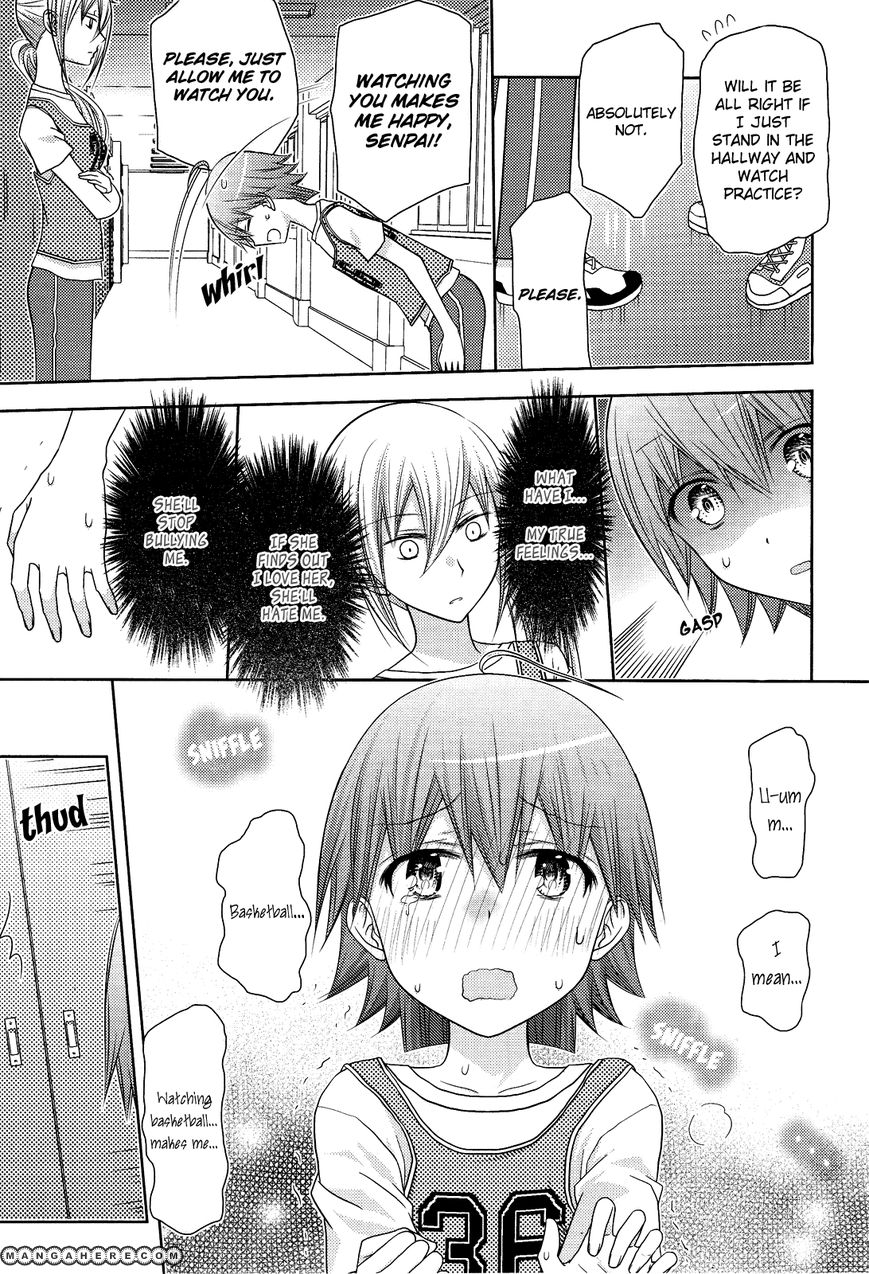 WILL IT BE
ALL RIGHT IF
I JUST
STAND IN THE
HALLWAY AND
WATCH
PRACTICE?
ABSOLUTELY
NOT.
PLEASE.
WATCHING
YOU MAKES
ME HAPPY,
SENPAI!
PLEASE, JUST
ALLOW ME TO
WATCH YOU.
whirl
GASP
WHAT
HAVE I...
MY TRUE
FEELINGS...
IF SHE
FINDS OUT
I LOVE HER,
SHE'LL
HATE ME.
SHE'LL
STOP
BULLYING
ME.
U-um
m...
I
mean...
SNIFFLE
SNIFFLE
Basketball...
Watching
basketball...
makes me...
36
thud
MANGAHERE.COM